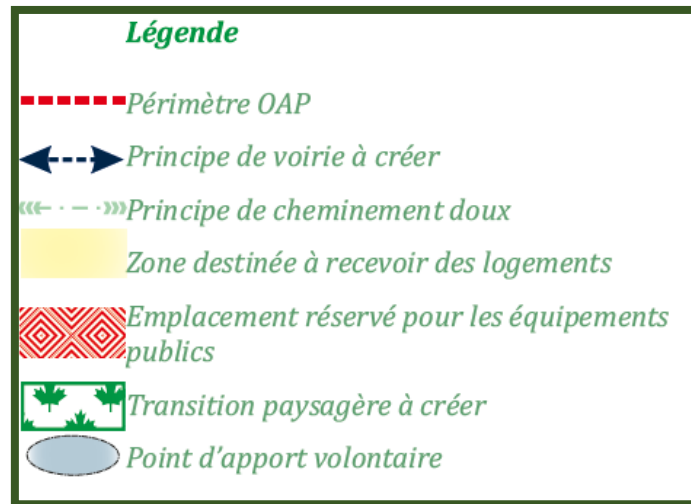 Légende
Périmètre OAP
Principe de voirie à créer
Principe de cheminement doux
Zone destinée à recevoir des logements
Emplacement réservé pour les équipements
publics
Transition paysagère à créer
Point d'apport volontaire